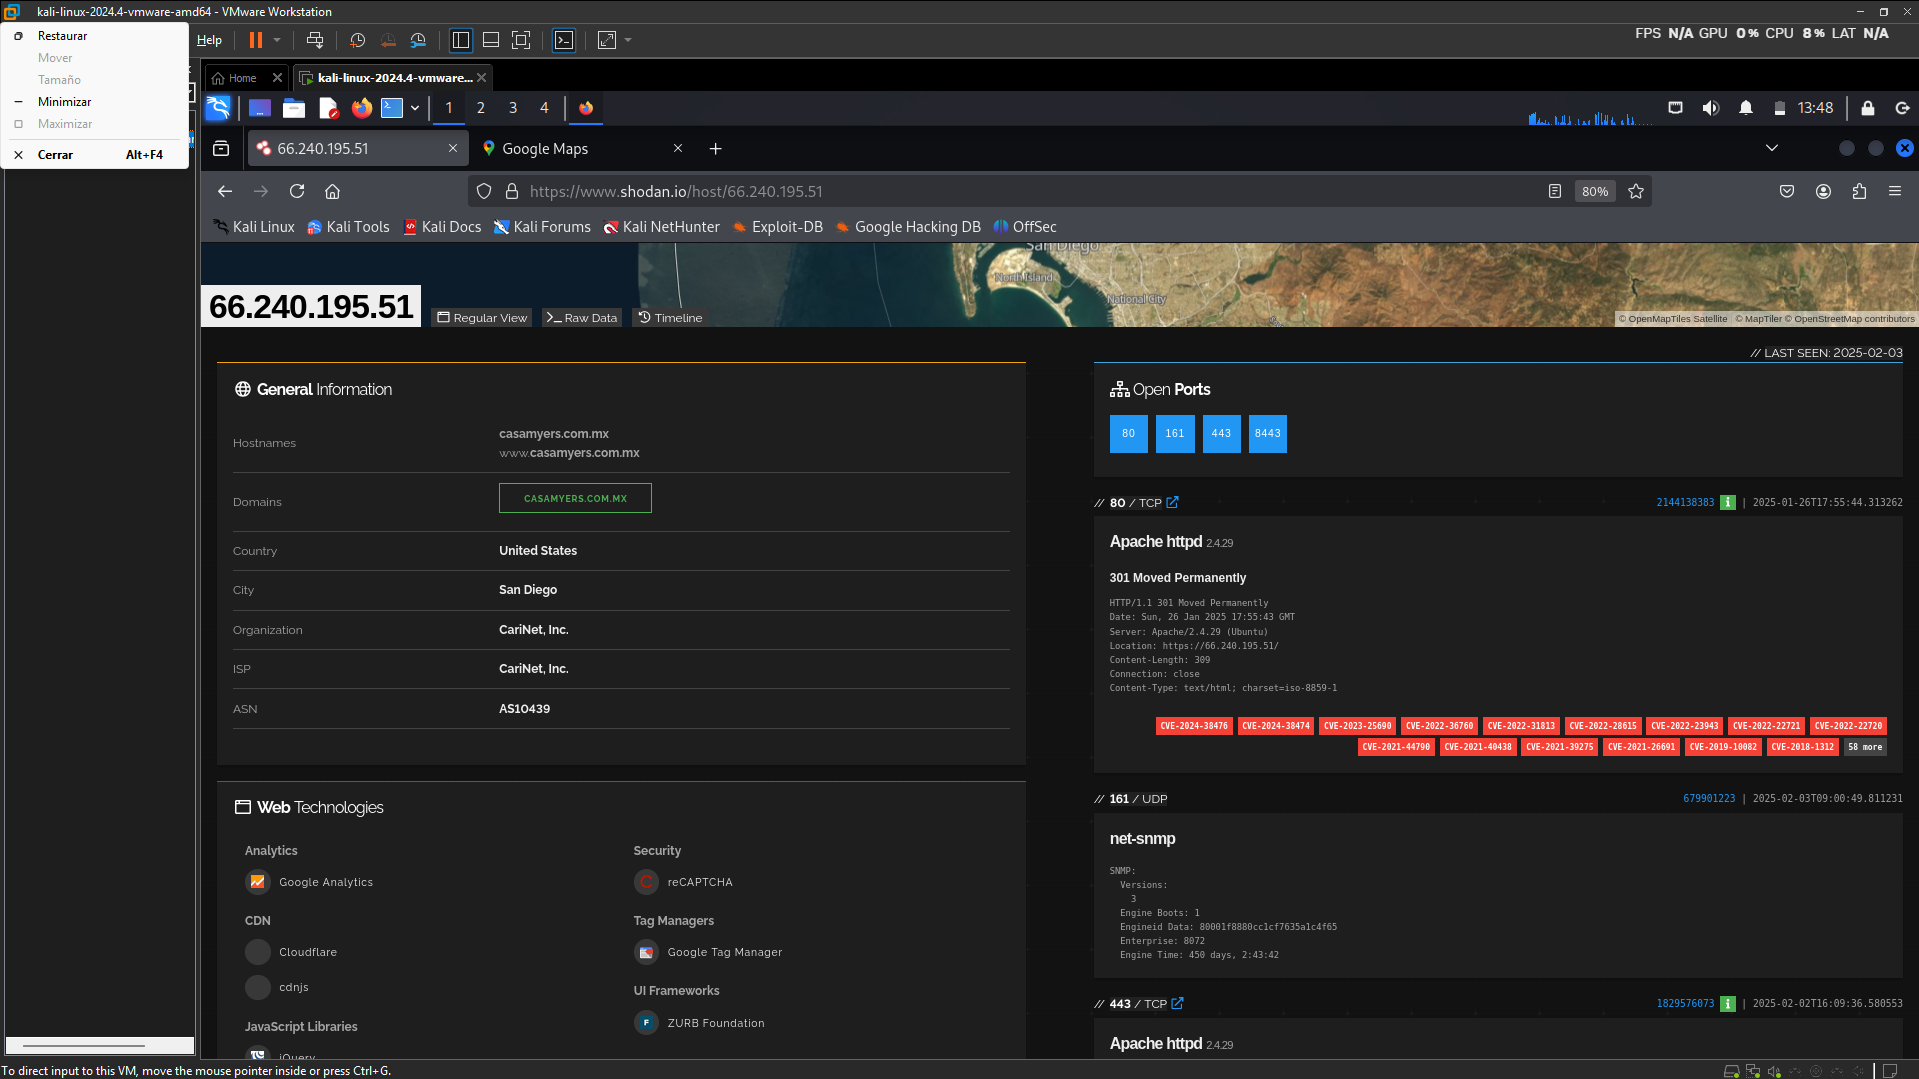 kali-linux-2024.4-vmware-amd64 - VMware Workstation
Restaurar
Mover
Tamaño
Minimizar
Maximizar
Cerrar Alt+F4
Help
FPS N/A GPU 0% CPU 8% LAT N/A
Home
kali-linux-2024.4-vmware...
1 2 3 4
13:48
66.240.195.51
Google Maps
https://www.shodan.io/host/66.240.195.51
80%
Kali Linux
Kali Tools
Kali Docs
Kali Forums
Kali NetHunter
Exploit-DB
Google Hacking DB
OffSec
San Diego
North Island
National City
66.240.195.51
Regular View
Raw Data
Timeline
© OpenMapTiles Satellite © MapTiler © OpenStreetMap contributors
// LAST SEEN: 2025-02-03
General Information
Hostnames
casamyers.com.mx
www.casamyers.com.mx
Domains
CASAMYERS.COM.MX
Country United States
City San Diego
Organization CariNet, Inc.
ISP CariNet, Inc.
ASN AS10439
Web Technologies
Analytics
Google Analytics
CDN
Cloudflare
cdnjs
JavaScript Libraries
jQuery
Security
reCAPTCHA
Tag Managers
Google Tag Manager
UI Frameworks
ZURB Foundation
Open Ports
80 161 443 8443
// 80 / TCP
2144138383 | 2025-01-26T17:55:44.313262
Apache httpd 2.4.29
301 Moved Permanently
HTTP/1.1 301 Moved Permanently
Date: Sun, 26 Jan 2025 17:55:43 GMT
Server: Apache/2.4.29 (Ubuntu)
Location: https://66.240.195.51/
Content-Length: 309
Connection: close
Content-Type: text/html; charset=iso-8859-1
CVE-2024-38476 CVE-2024-38474 CVE-2023-25690 CVE-2022-36760 CVE-2022-31813 CVE-2022-28615 CVE-2022-23943 CVE-2022-22721 CVE-2022-22720
CVE-2021-44790 CVE-2021-40438 CVE-2021-39275 CVE-2021-26691 CVE-2019-10082 CVE-2018-1312 58 more
// 161 / UDP
679901223 | 2025-02-03T09:00:49.811231
net-snmp
SNMP:
Versions:
3
Engine Boots: 1
Engineid Data: 80001f8880cc1cf7635a1c4f65
Enterprise: 8072
Engine Time: 450 days, 2:43:42
// 443 / TCP
1829576073 | 2025-02-02T16:09:36.580553
Apache httpd 2.4.29
To direct input to this VM, move the mouse pointer inside or press Ctrl+G.